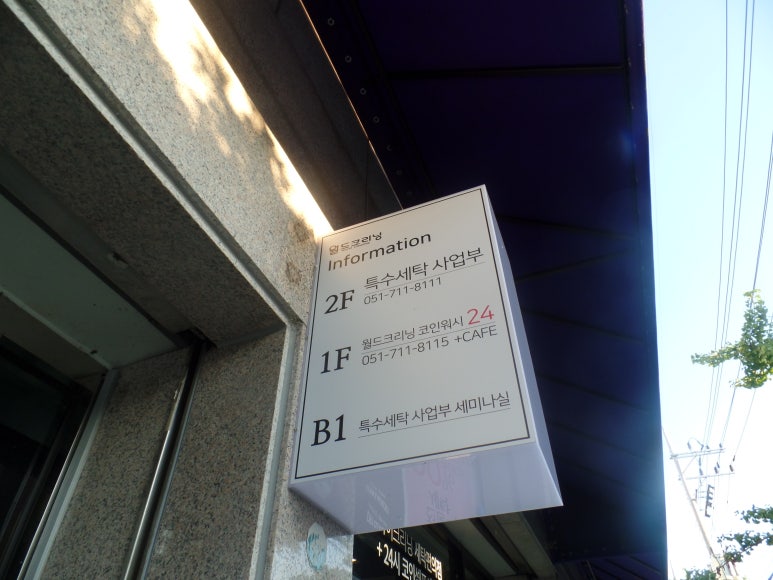 월드크리닝
Information
2F 특수세탁 사업부
051-711-8111
1F 월드크리닝 코인워시 24
051-711-8115 +CAFE
B1 특수세탁 사업부 세미나실
+ 24시 코인